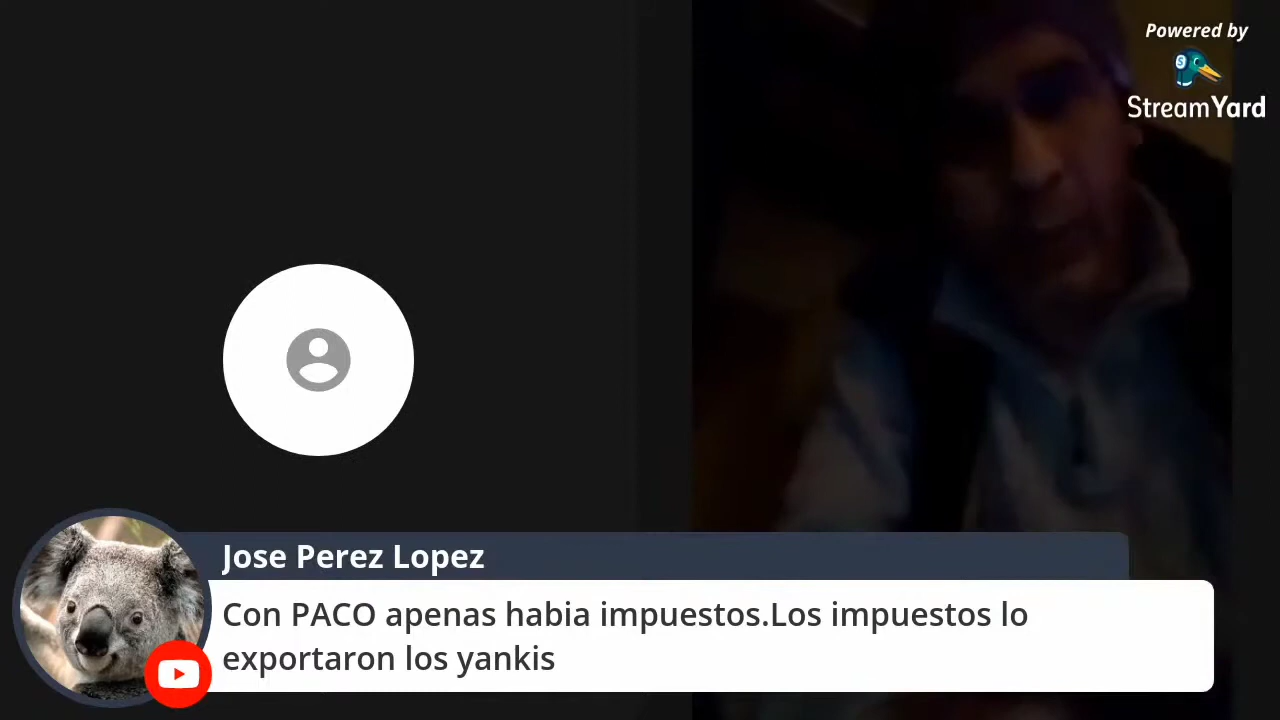 Powered by
StreamYard
Jose Perez Lopez
Con PACO apenas habia impuestos.Los impuestos lo
exportaron los yankis